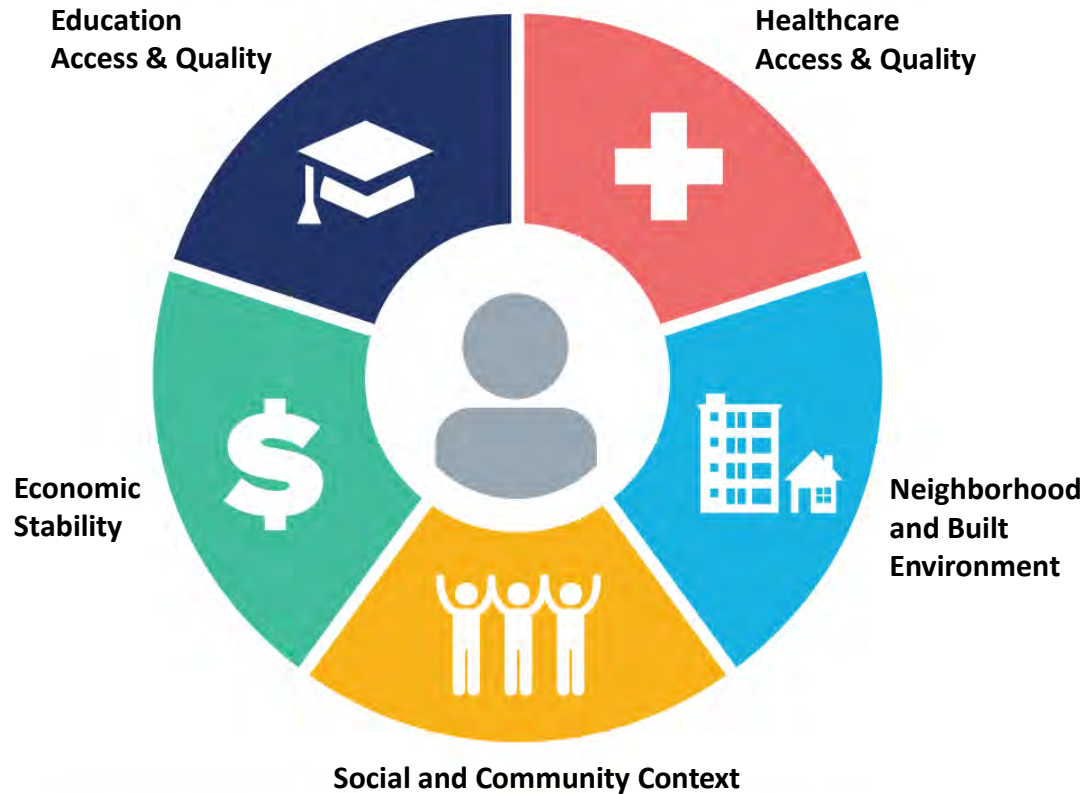 Education
Access & Quality
Healthcare
Access & Quality
$
Economic
Stability
Neighborhood
and Built
Environment
Social and Community Context